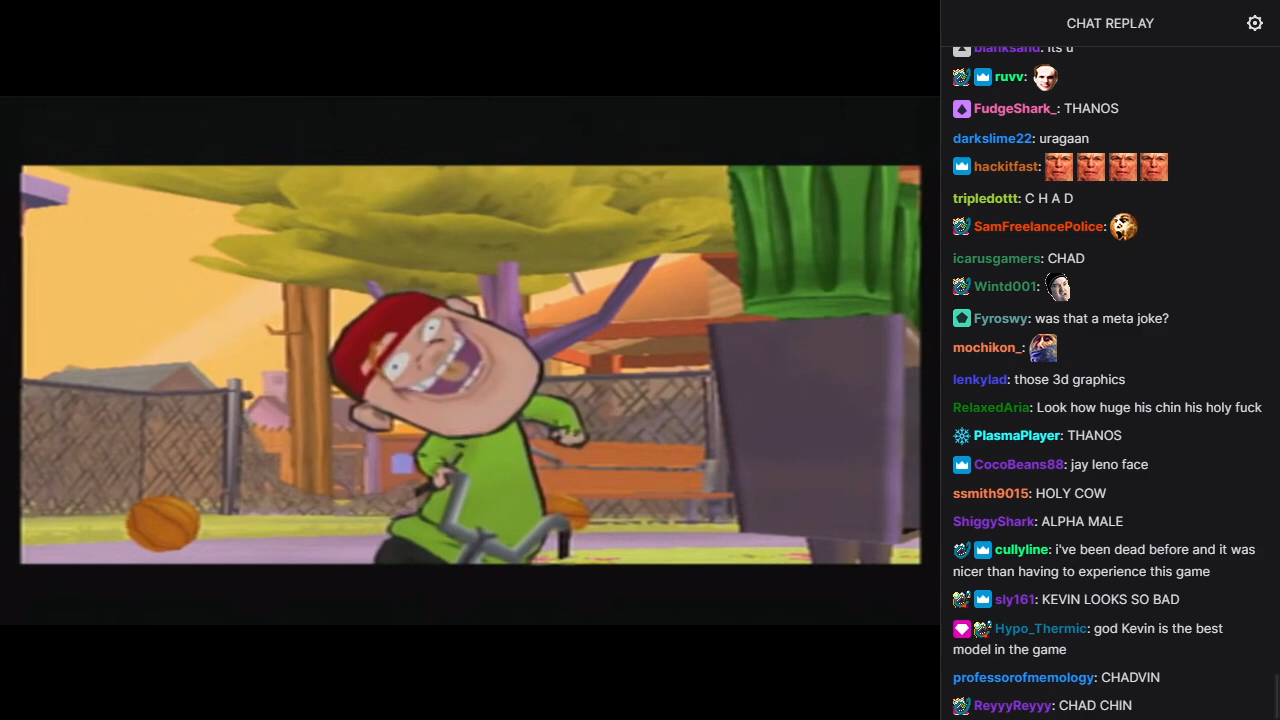 CHAT REPLAY
blanksand: its u
ruvv:
FudgeShark_: THANOS
darkslime22: uragaan
hackitfast:
tripledottt: C H A D
SamFreelancePolice:
icarusgamers: CHAD
Wintd001:
Fyroswy: was that a meta joke?
mochikon_:
lenkylad: those 3d graphics
RelaxedAria: Look how huge his chin his holy fuck
PlasmaPlayer: THANOS
CocoBeans88: jay leno face
ssmith9015: HOLY COW
ShiggyShark: ALPHA MALE
cullyline: i've been dead before and it was
nicer than having to experience this game
sly161: KEVIN LOOKS SO BAD
Hypo_Thermic: god Kevin is the best
model in the game
professorofmemology: CHADVIN
ReyyyReyyy: CHAD CHIN